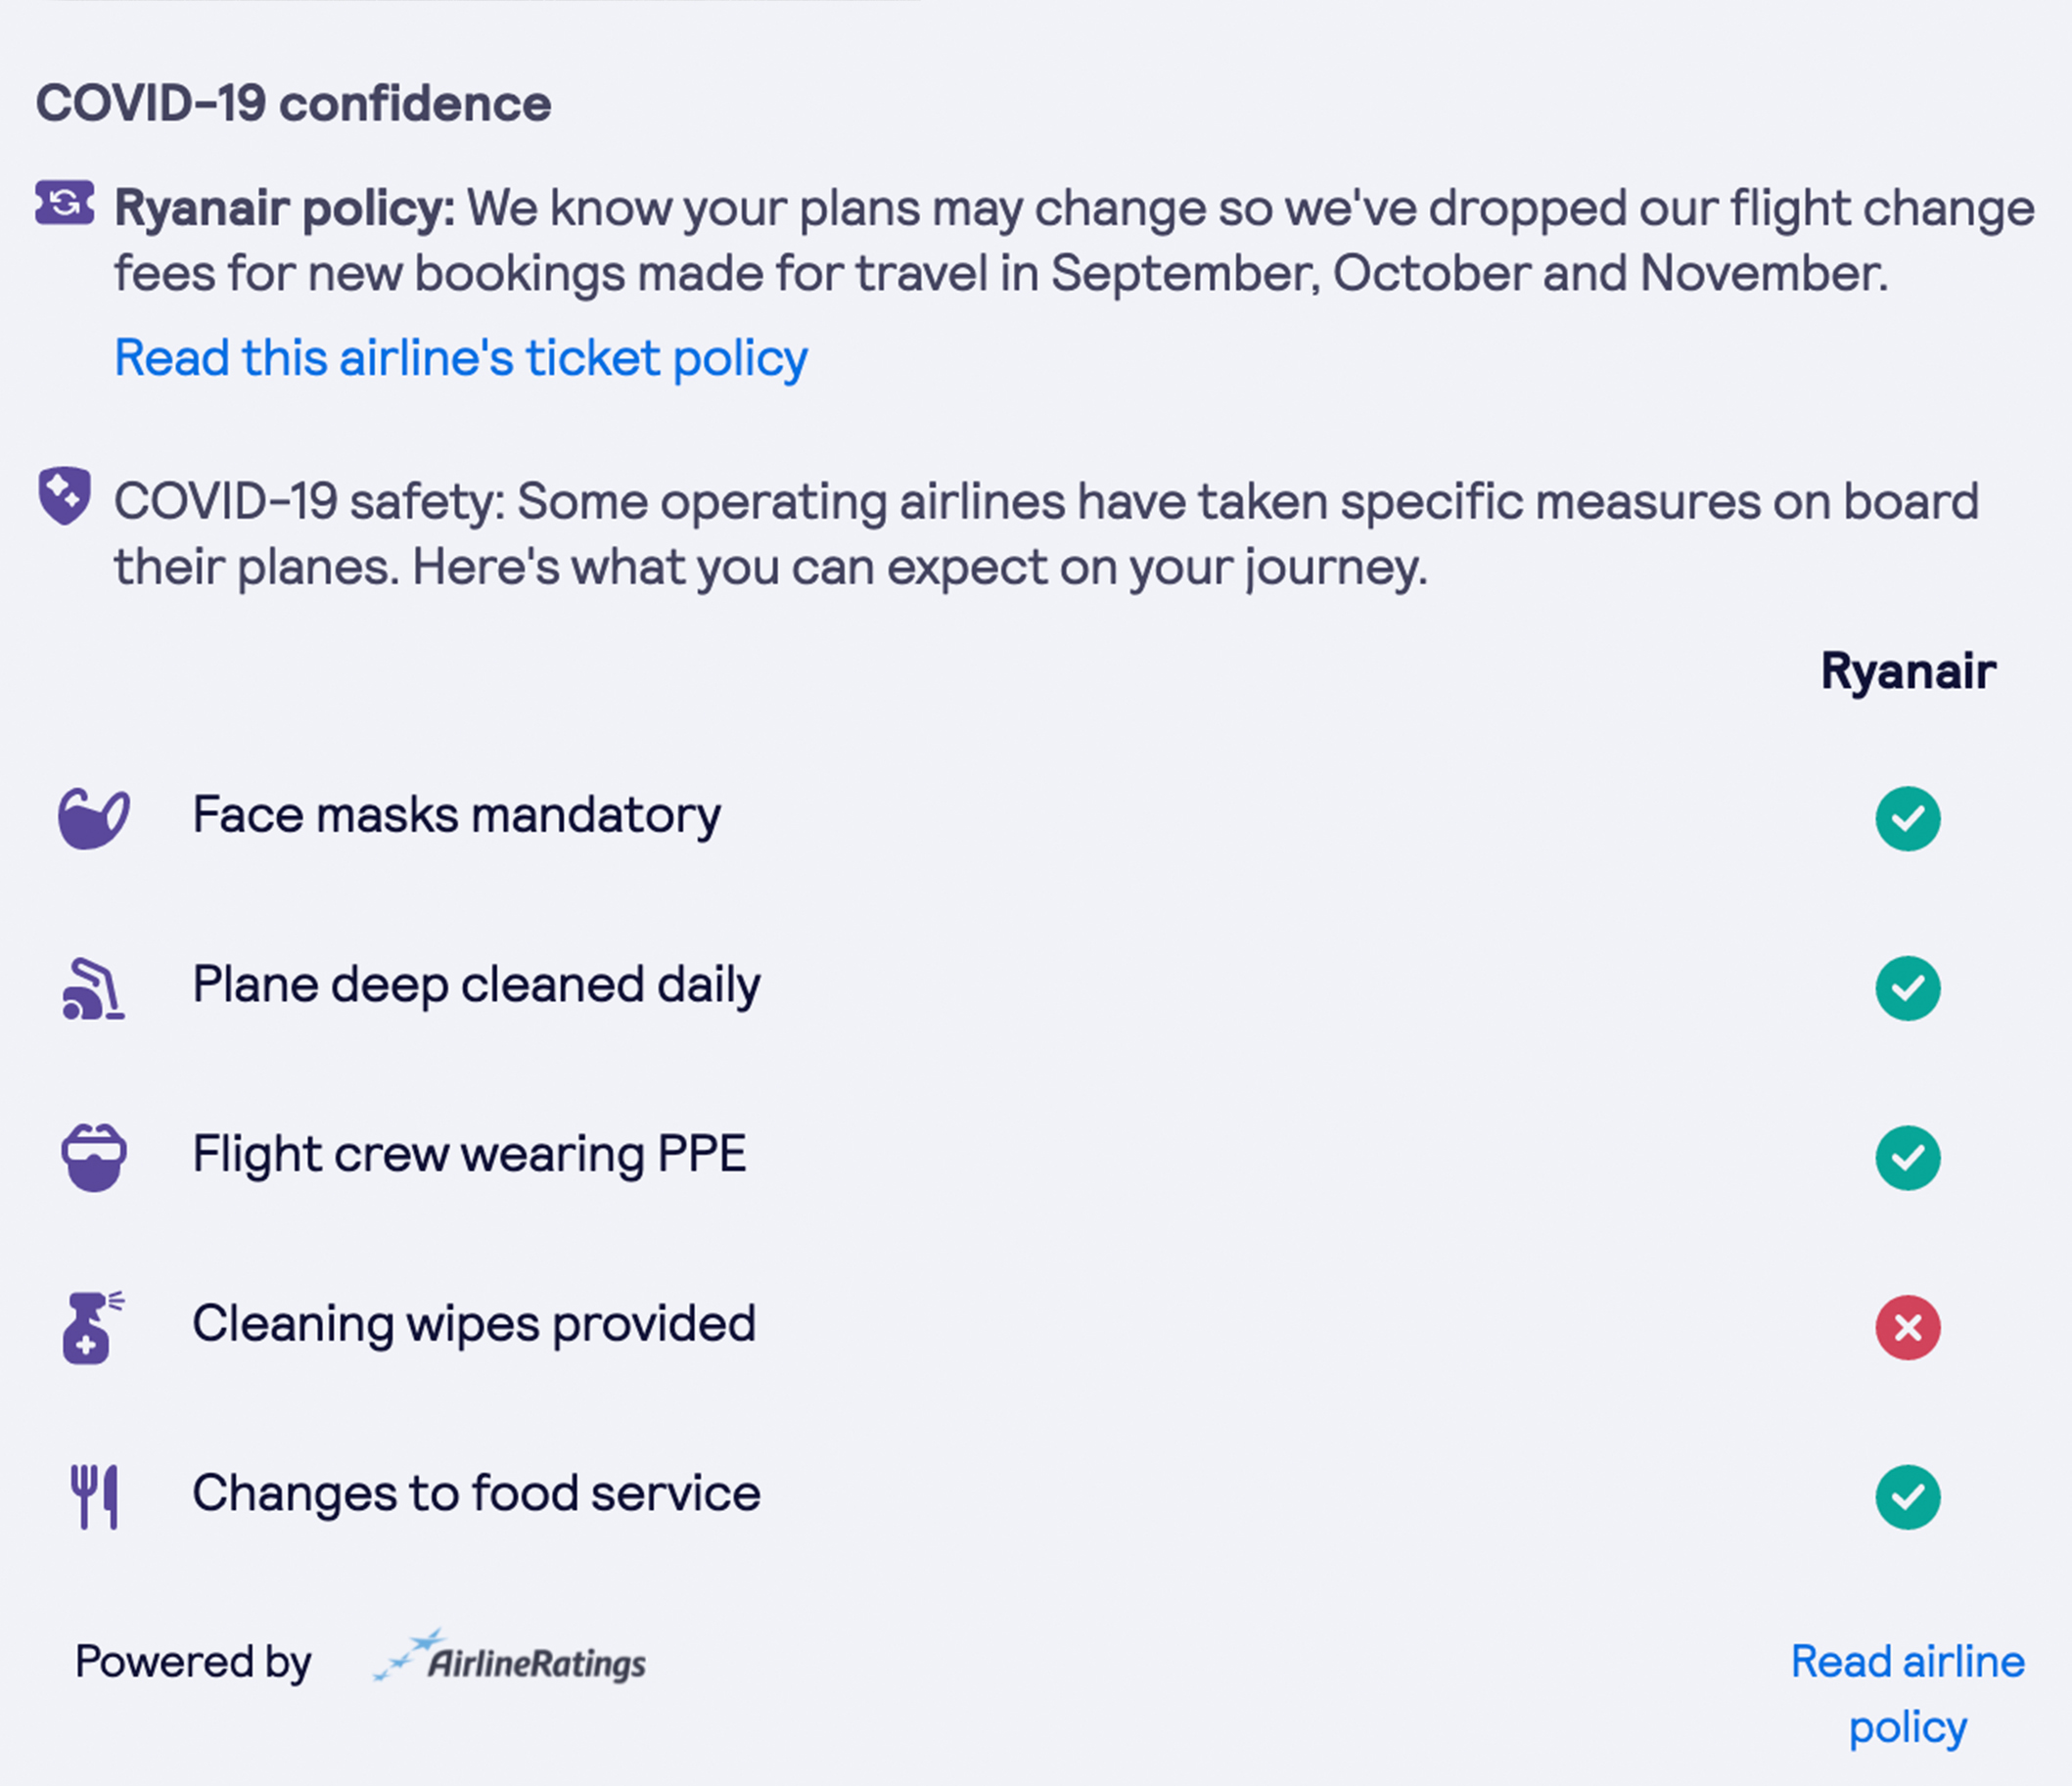 COVID-19 confidence
Ryanair policy: We know your plans may change so we've dropped our flight change
fees for new bookings made for travel in September, October and November.
Read this airline's ticket policy
COVID-19 safety: Some operating airlines have taken specific measures on board
their planes. Here's what you can expect on your journey.
Ryanair
Face masks mandatory
Plane deep cleaned daily
Flight crew wearing PPE
Cleaning wipes provided
Changes to food service
Powered by AirlineRatings
Read airline
policy